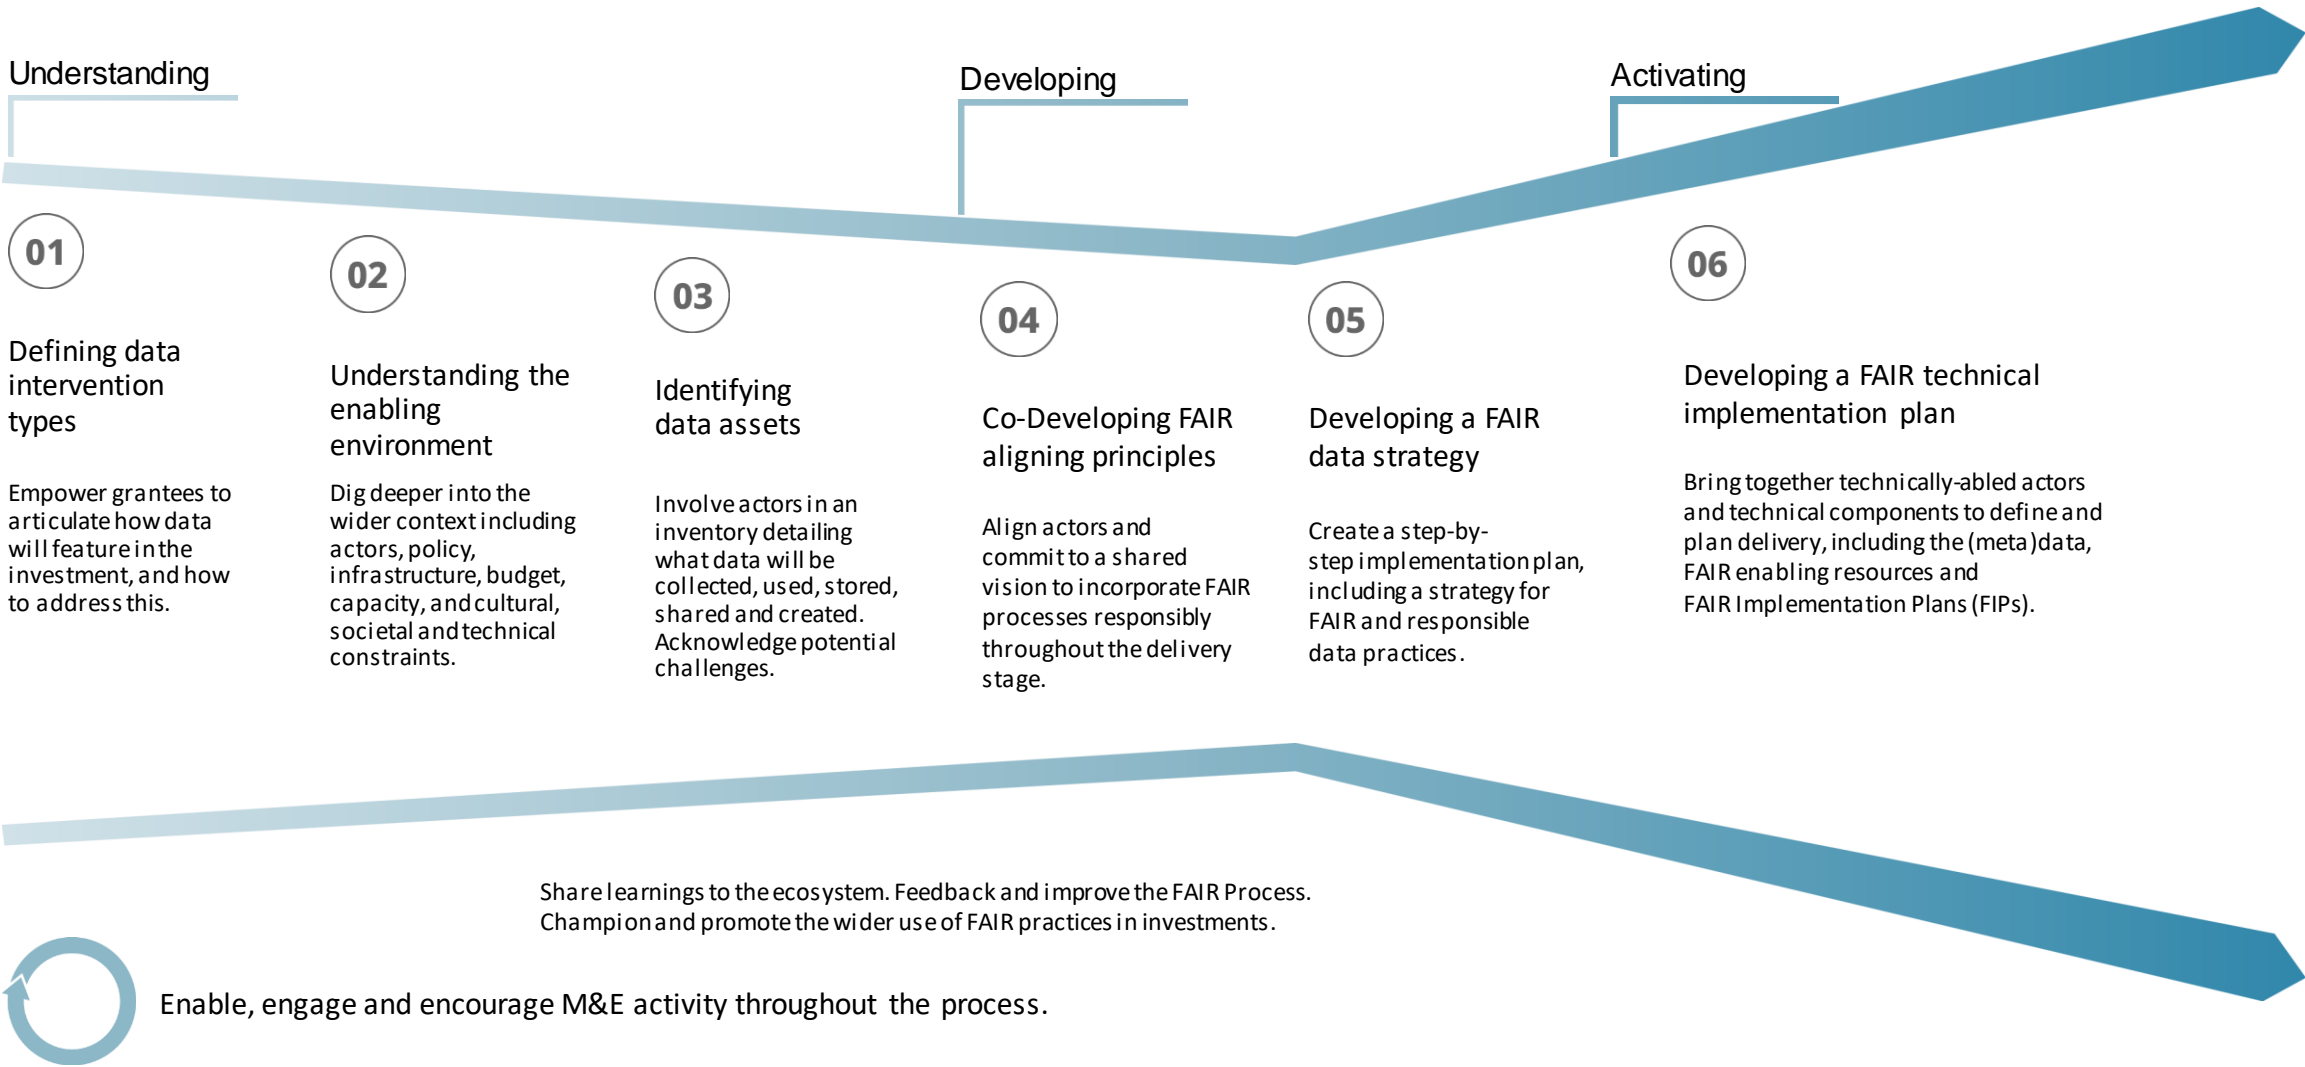 Understanding
Developing
Activating
01
Defining data
intervention
types
Empower grantees to
articulate how data
will feature in the
investment, and how
to address this.
02
Understanding the
enabling
environment
Dig deeper into the
wider context including
actors, policy,
infrastructure, budget,
capacity, and cultural,
societal and technical
constraints.
03
Identifying
data assets
Involve actors in an
inventory detailing
what data will be
collected, used, stored,
shared and created.
Acknowledge potential
challenges.
04
Co-Developing FAIR
aligning principles
Align actors and
commit to a shared
vision to incorporate FAIR
processes responsibly
throughout the delivery
stage.
05
Developing a FAIR
data strategy
Create a step-by-
step implementation plan,
including a strategy for
FAIR and responsible
data practices.
06
Developing a FAIR technical
implementation plan
Bring together technically-abled actors
and technical components to define and
plan delivery, including the (meta)data,
FAIR enabling resources and
FAIR Implementation Plans (FIPs).
Share learnings to the ecosystem. Feedback and improve the FAIR Process.
Champion and promote the wider use of FAIR practices in investments.
Enable, engage and encourage M&E activity throughout the process.